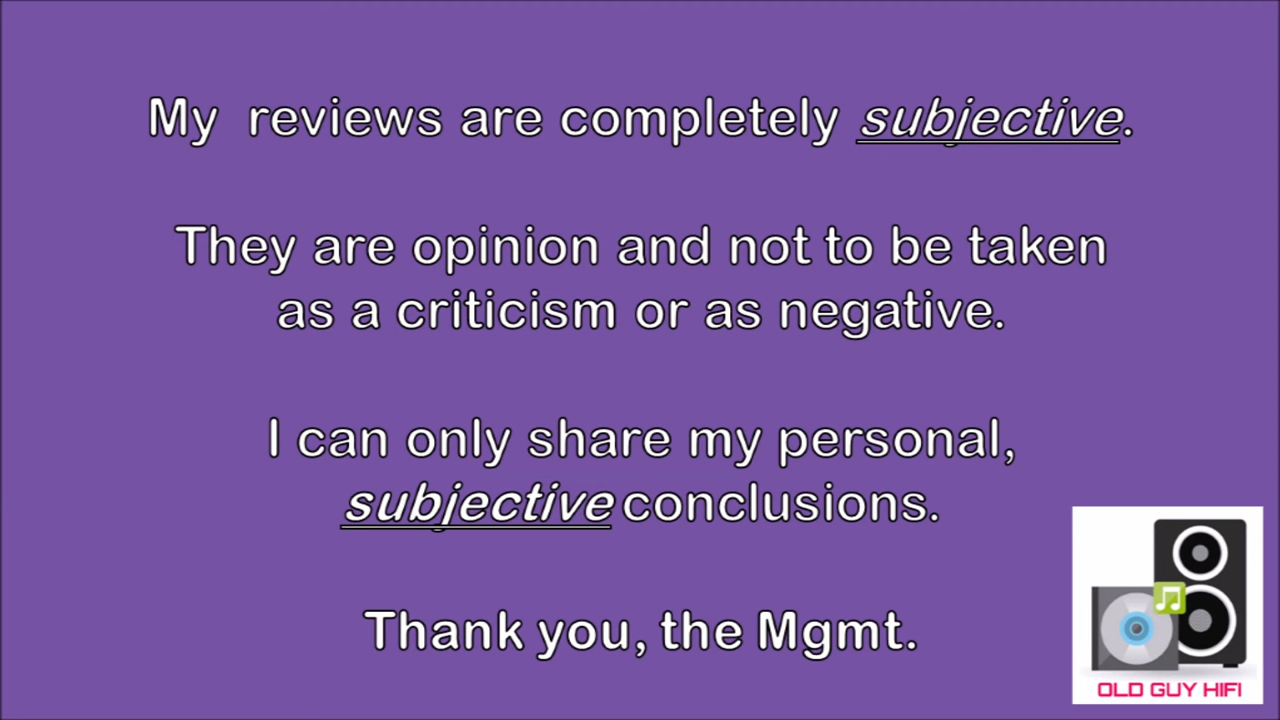 My  reviews are completely subjective.
They are opinion and not to be taken
as a criticism or as negative.
I can only share my personal,
subjective conclusions.
Thank you, the Mgmt.
OLD GUY HIFI